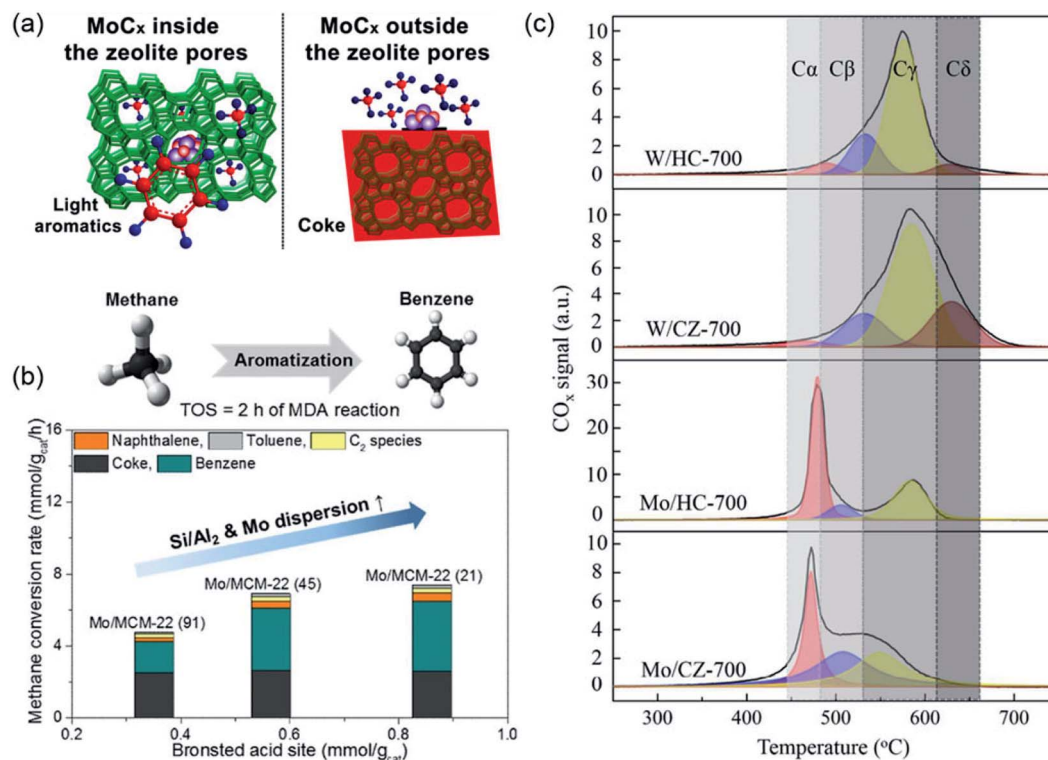 (a)
MoCx inside
the zeolite pores
Light
aromatics
MoCx outside
the zeolite pores
Coke
(b)
Methane
Aromatization
Benzene
TOS = 2 h of MDA reaction
Naphthalene, Toluene, C2 species
Coke, Benzene
Si/Al2 & Mo dispersion ↑
Mo/MCM-22 (91)
Mo/MCM-22 (45)
Mo/MCM-22 (21)
Methane conversion rate (mmol/gcat/h)
16
12
8
4
0
0.2 0.4 0.6 0.8 1.0
Bronsted acid site (mmol/gcat)
(c)
Cα Cβ Cγ Cδ
10
8
6
4
2
0
W/HC-700
10
8
6
4
2
0
W/CZ-700
30
20
10
0
Mo/HC-700
10
8
6
4
2
0
Mo/CZ-700
COx signal (a.u.)
300 400 500 600 700
Temperature (oC)